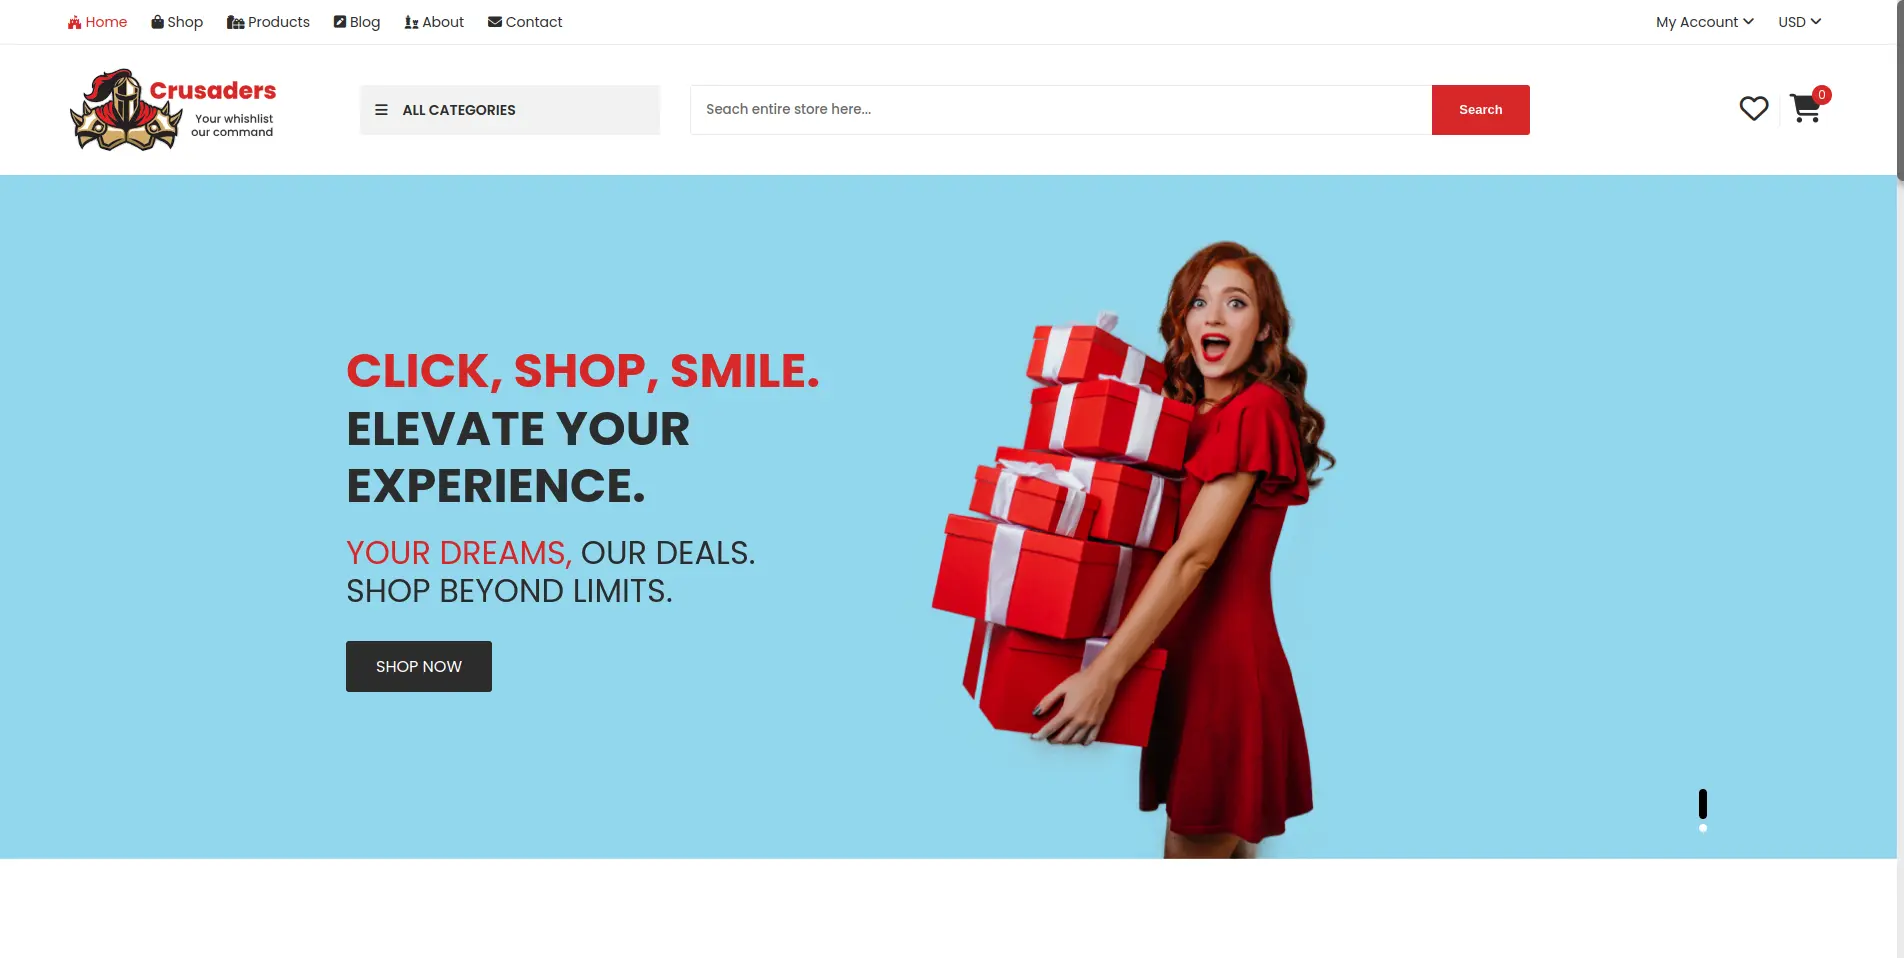 Home Shop Products Blog About Contact My Account USD
Crusaders
Your whishlist
our command
ALL CATEGORIES
Seach entire store here...
Search
0
CLICK, SHOP, SMILE.
ELEVATE YOUR
EXPERIENCE.
YOUR DREAMS, OUR DEALS.
SHOP BEYOND LIMITS.
SHOP NOW